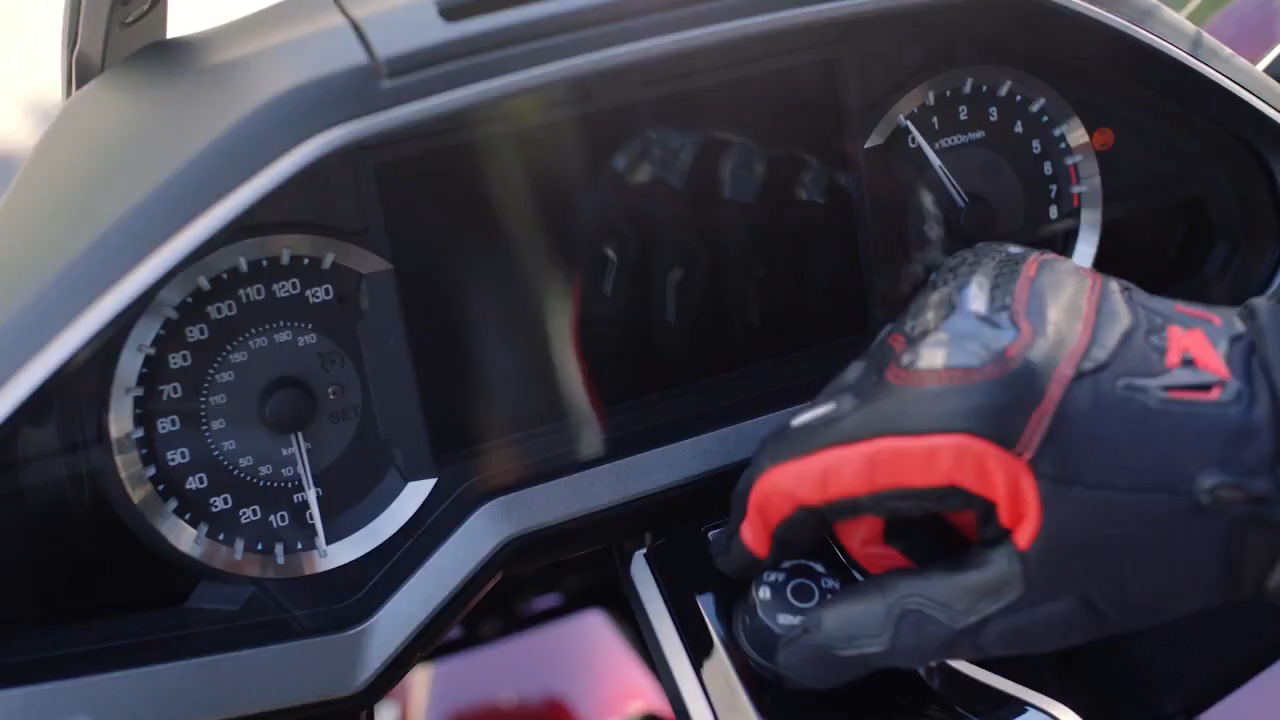 0 1 2 3 4 5 6 7 8
x1000r/min
0 10 20 30 40 50 60 70 80 90 100 110 120 130
10 30 50 70 90 110 130 150 170 190 210
SET
km/h
mph
OFF
ON